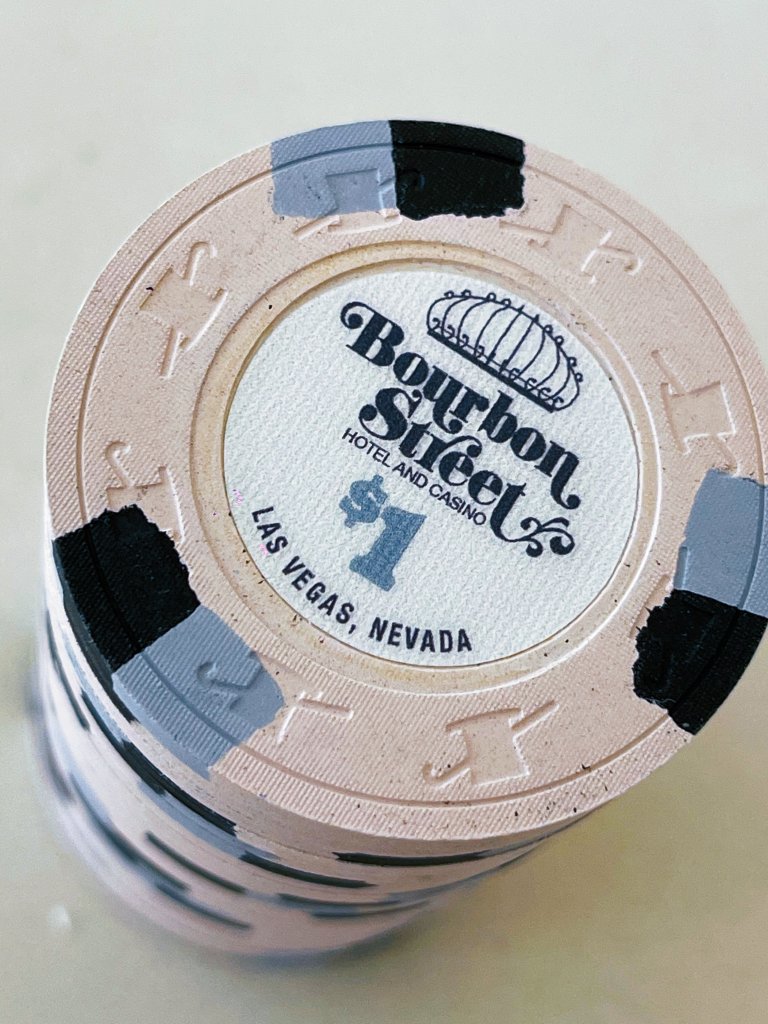 Bourbon
Street
HOTEL AND CASINO
$1
LAS VEGAS, NEVADA